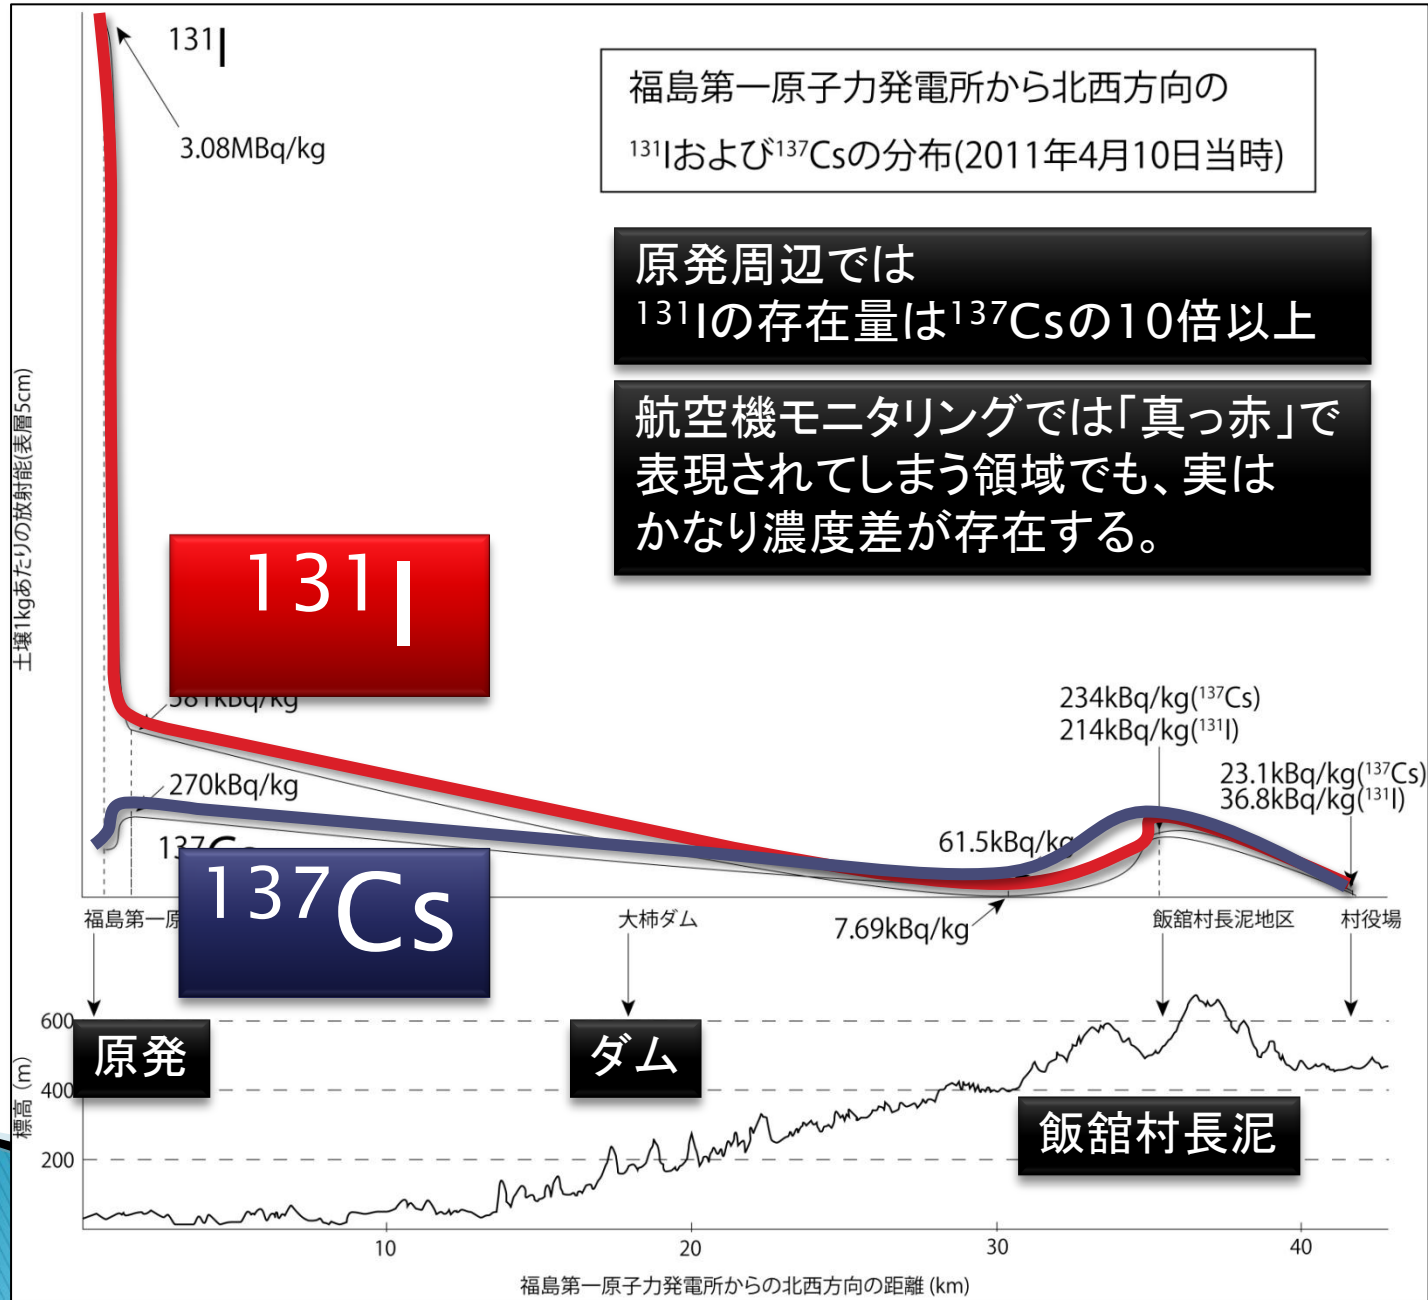 ¹³¹I
3.08MBq/kg
福島第一原子力発電所から北西方向の
¹³¹Iおよび¹³⁷Csの分布(2011年4月10日当時)
原発周辺では
¹³¹Iの存在量は¹³⁷Csの10倍以上
航空機モニタリングでは「真っ赤」で
表現されてしまう領域でも、実は
かなり濃度差が存在する。
土壌1kgあたりの放射能(表層5cm)
¹³¹I
581kBq/kg
270kBq/kg
¹³⁷Cs
¹³⁷Cs
234kBq/kg(¹³⁷Cs)
214kBq/kg(¹³¹I)
23.1kBq/kg(¹³⁷Cs)
36.8kBq/kg(¹³¹I)
61.5kBq/kg
7.69kBq/kg
福島第一原
大柿ダム
飯舘村長泥地区
村役場
原発
ダム
飯舘村長泥
標高 (m)
600
400
200
10
20
30
40
福島第一原子力発電所からの北西方向の距離 (km)